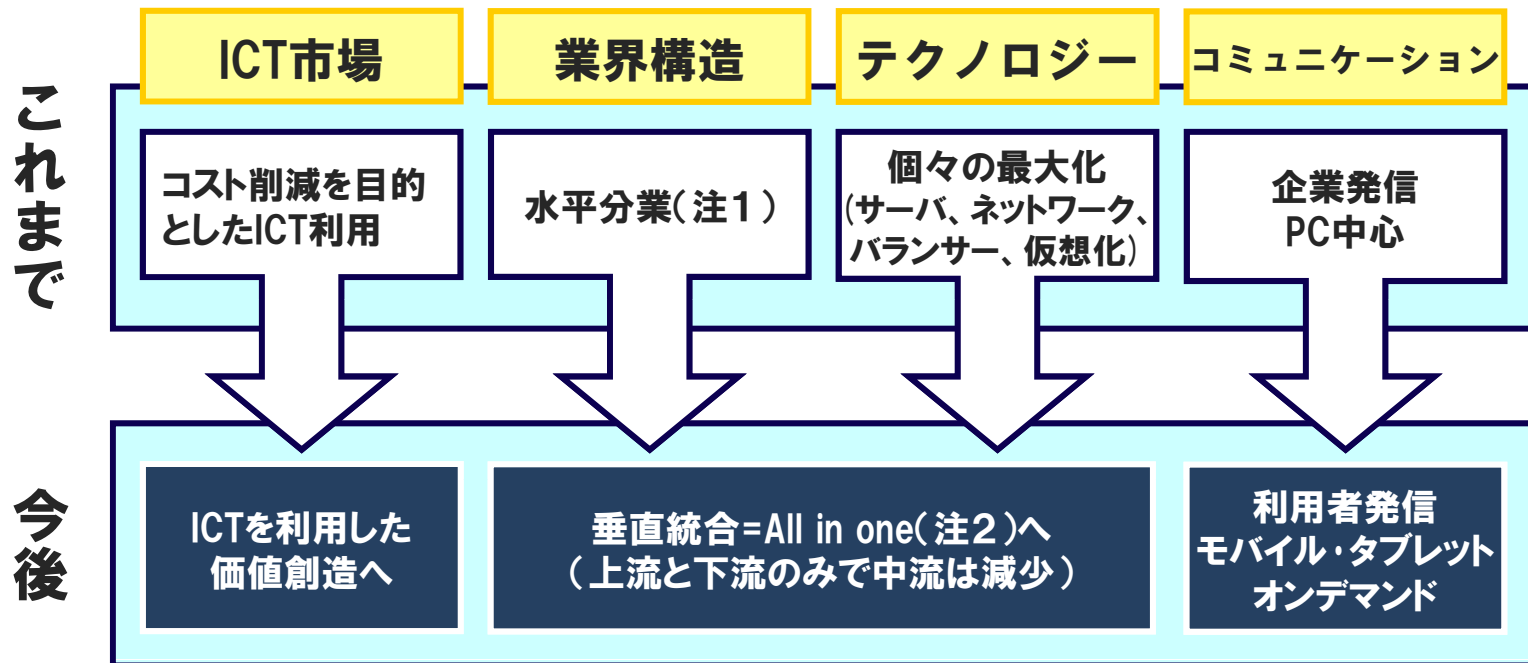 ICT市場
業界構造
テクノロジー
コミュニケーション
これまで
コスト削減を目的
としたICT利用
水平分業(注1)
個々の最大化
(サーバ、ネットワーク、
バランサー、仮想化)
企業発信
PC中心
今後
ICTを利用した
価値創造へ
垂直統合=All in one(注2)へ
(上流と下流のみで中流は減少)
利用者発信
モバイル・タブレット
オンデマンド